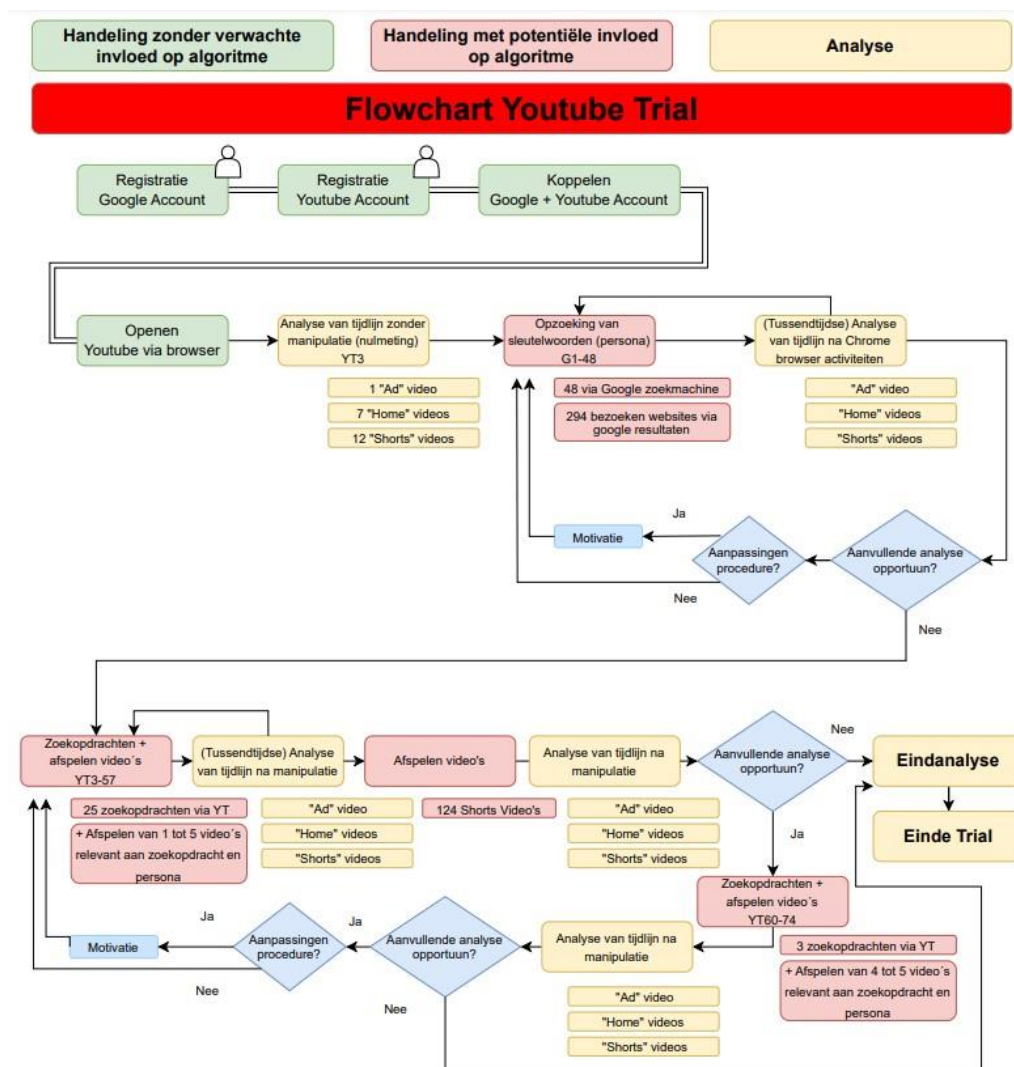 Handeling zonder verwachte
invloed op algoritme
Handeling met potentiële invloed
op algoritme
Analyse
Flowchart Youtube Trial
Registratie
Google Account
Registratie
Youtube Account
Koppelen
Google + Youtube Account
Openen
Youtube via browser
Analyse van tijdlijn zonder
manipulatie (nulmeting)
YT3
1 "Ad" video
7 "Home" videos
12 "Shorts" videos
Opzoeking van
sleutelwoorden (persona)
G1-48
48 via Google zoekmachine
294 bezoeken websites via
google resultaten
(Tussendtijdse) Analyse
van tijdlijn na Chrome
browser activiteiten
"Ad" video
"Home" videos
"Shorts" videos
Motivatie
Ja
Aanpassingen
procedure?
Nee
Aanvullende analyse
opportuun?
Nee
Zoekopdrachten +
afspelen video´s
YT3-57
25 zoekopdrachten via YT
+ Afspelen van 1 tot 5 video´s
relevant aan zoekopdracht en
persona
(Tussendtijdse) Analyse
van tijdlijn na manipulatie
"Ad" video
"Home" videos
"Shorts" videos
Afspelen video's
124 Shorts Video's
Analyse van tijdlijn na
manipulatie
"Ad" video
"Home" videos
"Shorts" videos
Aanvullende analyse
opportuun?
Nee
Eindanalyse
Einde Trial
Ja
Zoekopdrachten +
afspelen video´s
YT60-74
3 zoekopdrachten via YT
+ Afspelen van 4 tot 5 video´s
relevant aan zoekopdracht en
persona
Analyse van tijdlijn na
manipulatie
"Ad" video
"Home" videos
"Shorts" videos
Aanvullende analyse
opportuun?
Ja
Nee
Aanpassingen
procedure?
Ja
Nee
Motivatie